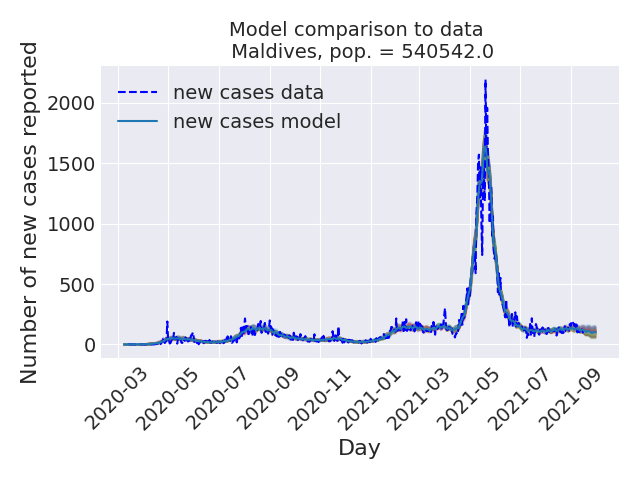 Model comparison to data
Maldives, pop. = 540542.0
Number of new cases reported
2000
1500
1000
500
0
new cases data
new cases model
2020-03
2020-05
2020-07
2020-09
2020-11
2021-01
2021-03
2021-05
2021-07
2021-09
Day